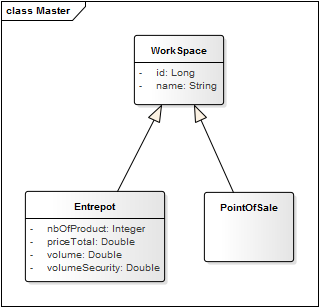 class Master
WorkSpace
- id: Long
- name: String
Entrepot
- nbOfProduct: Integer
- priceTotal: Double
- volume: Double
- volumeSecurity: Double
PointOfSale